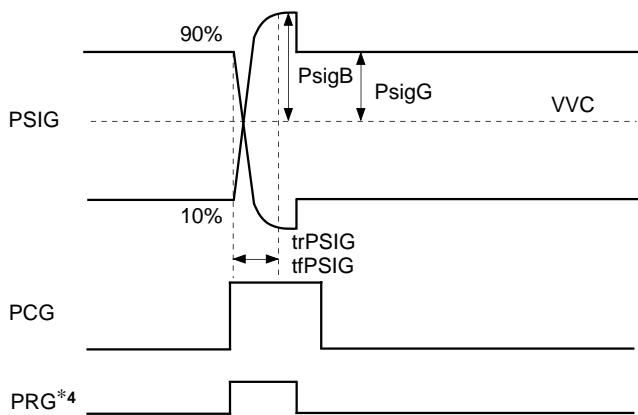 90%
PsigB
PsigG
VVC
PSIG
10%
trPSIG
tfPSIG
PCG
PRG*4